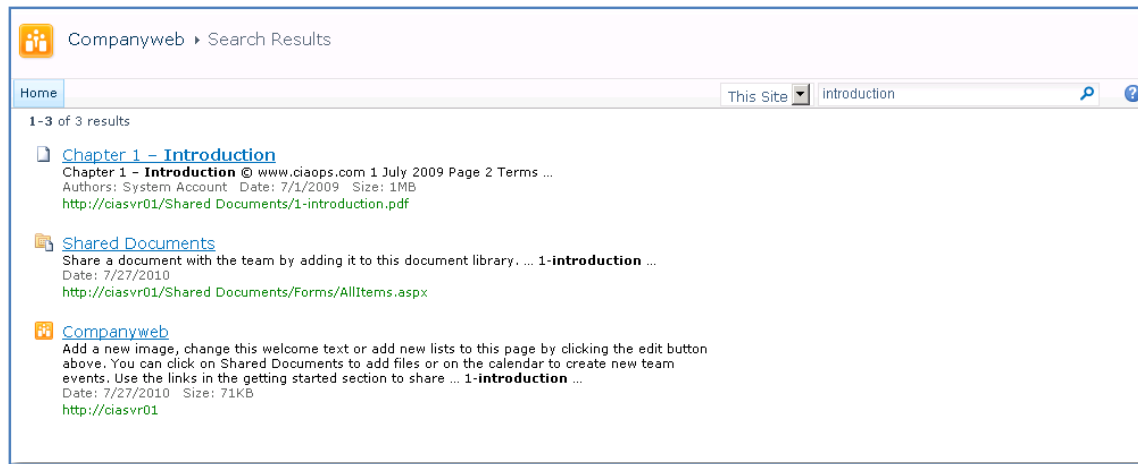 Companyweb ▸ Search Results
Home
This Site
introduction
1-3 of 3 results
Chapter 1 – Introduction
Chapter 1 – Introduction © www.ciaops.com 1 July 2009 Page 2 Terms ...
Authors: System Account Date: 7/1/2009 Size: 1MB
http://ciasvr01/Shared Documents/1-introduction.pdf
Shared Documents
Share a document with the team by adding it to this document library. ... 1-introduction ...
Date: 7/27/2010
http://ciasvr01/Shared Documents/Forms/AllItems.aspx
Companyweb
Add a new image, change this welcome text or add new lists to this page by clicking the edit button
above. You can click on Shared Documents to add files or on the calendar to create new team
events. Use the links in the getting started section to share ... 1-introduction ...
Date: 7/27/2010 Size: 71KB
http://ciasvr01